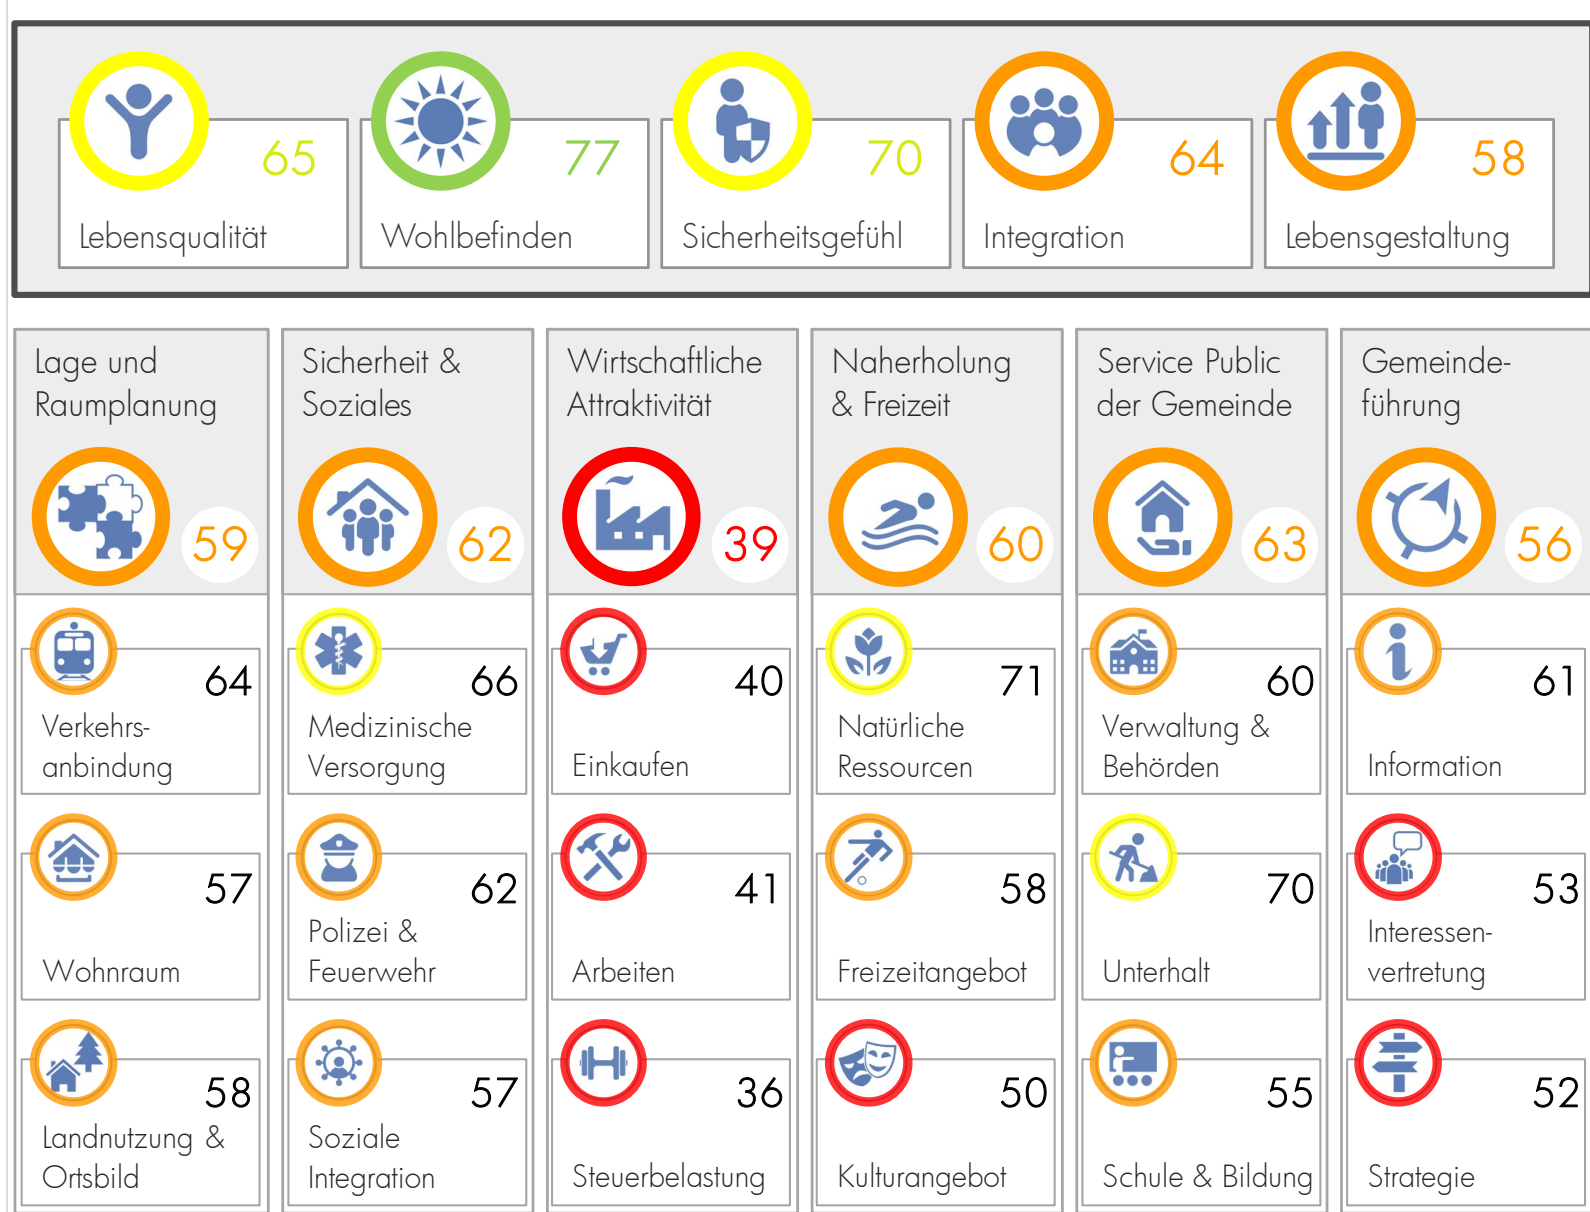 65
Lebensqualität
77
Wohlbefinden
70
Sicherheitsgefühl
64
Integration
58
Lebensgestaltung
Lage und
Raumplanung
59
64
Verkehrs-
anbindung
57
Wohnraum
58
Landnutzung &
Ortsbild
Sicherheit &
Soziales
62
66
Medizinische
Versorgung
62
Polizei &
Feuerwehr
57
Soziale
Integration
Wirtschaftliche
Attraktivität
39
40
Einkaufen
41
Arbeiten
36
Steuerbelastung
Naherholung
& Freizeit
60
71
Natürliche
Ressourcen
58
Freizeitangebot
50
Kulturangebot
Service Public
der Gemeinde
63
60
Verwaltung &
Behörden
70
Unterhalt
55
Schule & Bildung
Gemeinde-
führung
56
61
Information
53
Interessen-
vertretung
52
Strategie